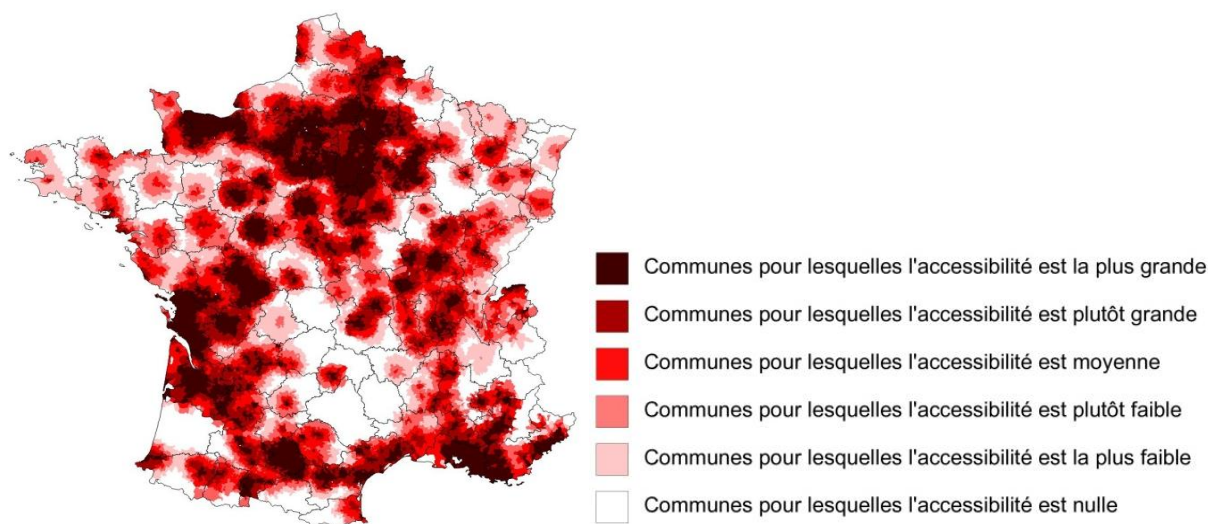 Communes pour lesquelles l'accessibilité est la plus grande
Communes pour lesquelles l'accessibilité est plutôt grande
Communes pour lesquelles l'accessibilité est moyenne
Communes pour lesquelles l'accessibilité est plutôt faible
Communes pour lesquelles l'accessibilité est la plus faible
Communes pour lesquelles l'accessibilité est nulle